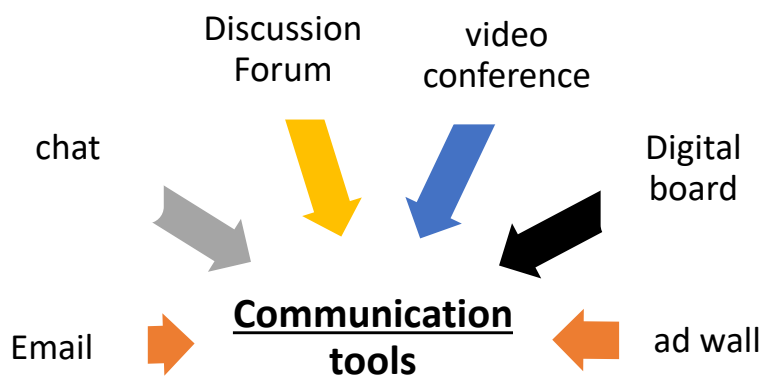 Discussion
Forum
video
conference
chat
Digital
board
Email
Communication
tools
ad wall